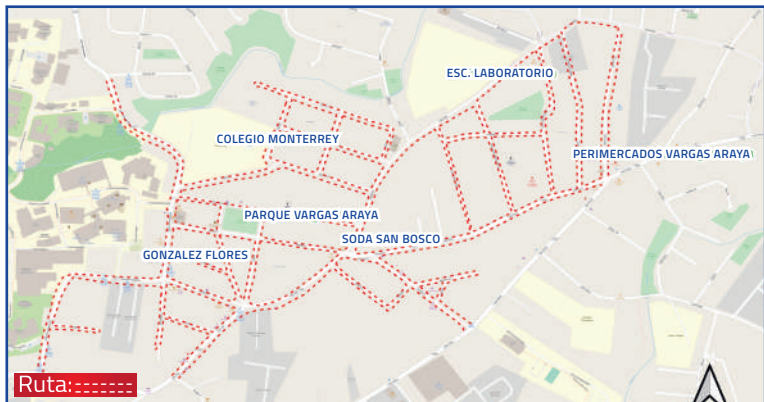 ESC. LABORATORIO
COLEGIO MONTERREY
PERIMERCADOS VARGAS ARAYA
PARQUE VARGAS ARAYA
SODA SAN BOSCO
GONZALEZ FLORES
Ruta: